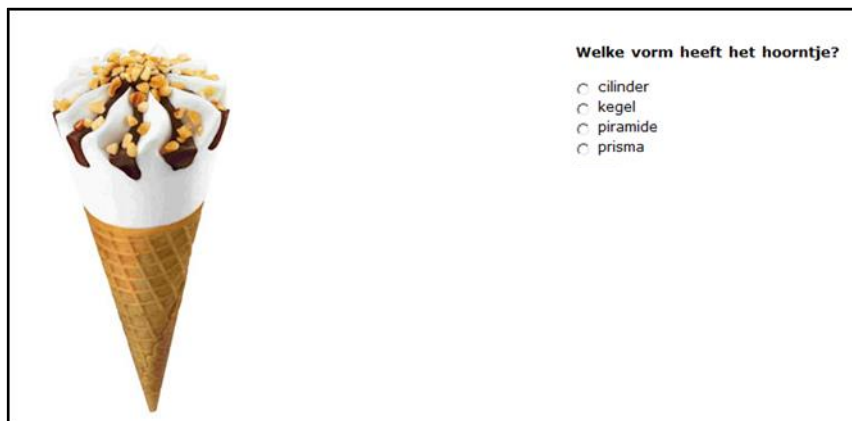 Welke vorm heeft het hoorntje?
cilinder
kegel
piramide
prisma